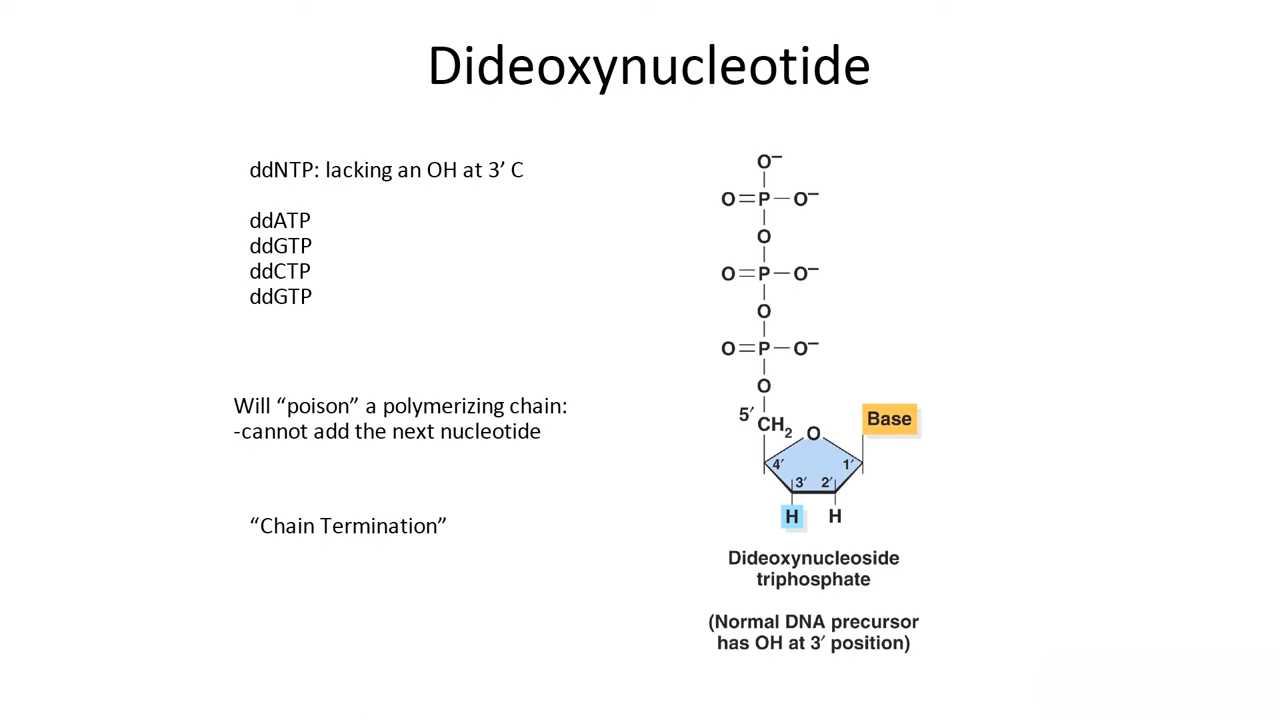 Dideoxynucleotide
ddNTP: lacking an OH at 3’ C
ddATP
ddGTP
ddCTP
ddGTP
Will “poison” a polymerizing chain:
-cannot add the next nucleotide
“Chain Termination”
O–
O=P–O–
O
O=P–O–
O
O=P–O–
O
5′
CH2
O
Base
4′
1′
3′
2′
H
H
Dideoxynucleoside
triphosphate
(Normal DNA precursor
has OH at 3′ position)